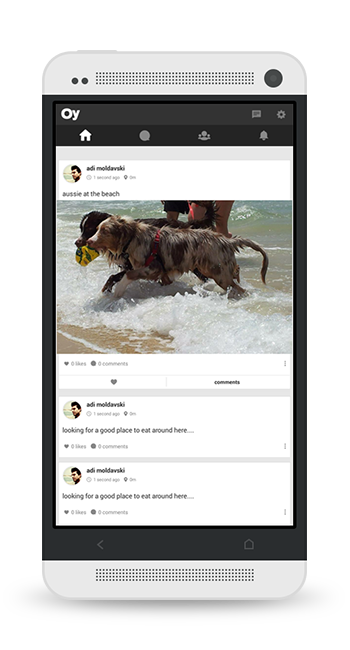 Oy
adi moldavski
1 second ago 0m
aussie at the beach
0 likes 0 comments
comments
adi moldavski
1 second ago 0m
looking for a good place to eat around here....
0 likes 0 comments
adi moldavski
1 second ago 0m
looking for a good place to eat around here....
0 likes 0 comments